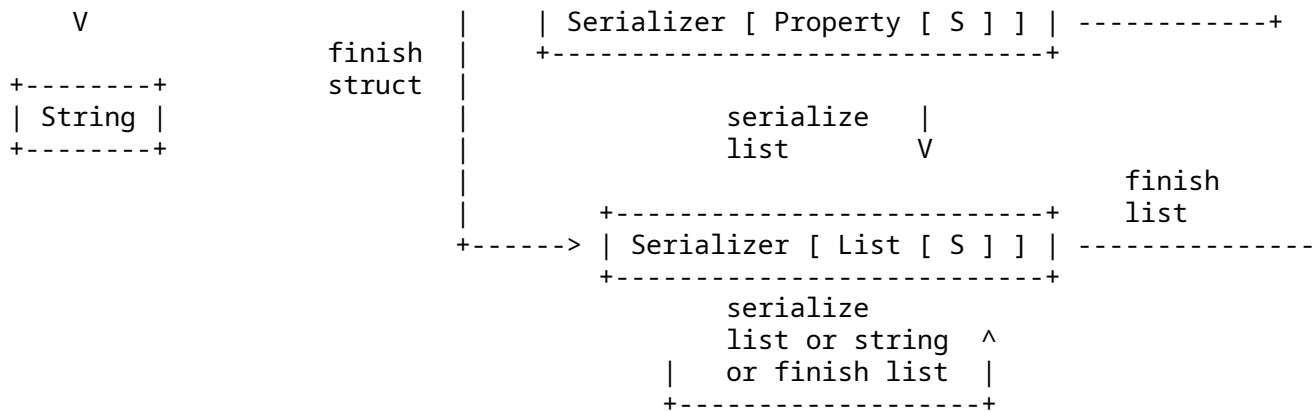 V | | Serializer [ Property [ S ] ] | ------------+
finish | +---------------------------------+
+--------+ struct |
| String | | serialize |
+--------+ | list V
| finish
| +----------------------------+ list
+------> | Serializer [ List [ S ] ] | ---------------
+----------------------------+
serialize
list or string ^
| or finish list |
+-------------------+